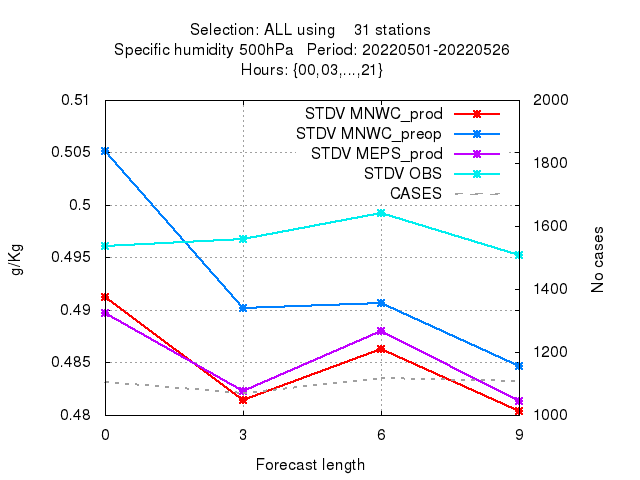 Selection: ALL using    31 stations
Specific humidity 500hPa   Period: 20220501-20220526
Hours: {00,03,...,21}
0.51
0.505
0.5
0.495
0.49
0.485
0.48
2000
1800
1600
1400
1200
1000
STDV MNWC_prod
STDV MNWC_preop
STDV MEPS_prod
STDV OBS
CASES
g/Kg
No cases
0
3
6
9
Forecast length